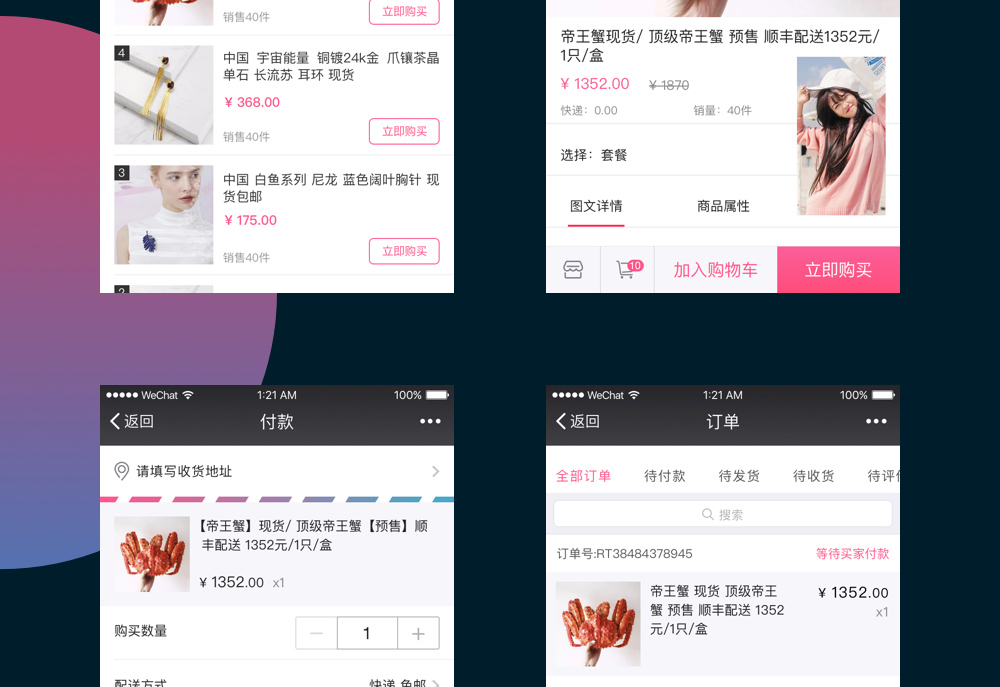 销售40件
立即购买
4
中国 宇宙能量 铜镀24k金 爪镶茶晶
单石 长流苏 耳环 现货
¥ 368.00
销售40件
立即购买
3
中国 白鱼系列 尼龙 蓝色阔叶胸针 现
货包邮
¥ 175.00
销售40件
立即购买
2
帝王蟹现货/ 顶级帝王蟹 预售 顺丰配送1352元/
1只/盒
¥ 1352.00 ¥ 1870
快递：0.00 销量：40件
选择：套餐
图文详情 商品属性
10
加入购物车
立即购买
WeChat 1:21 AM 100%
返回 付款
请填写收货地址
【帝王蟹】现货/ 顶级帝王蟹【预售】顺
丰配送 1352元/1只/盒
¥ 1352.00 x1
购买数量 − 1 +
配送方式 快递 免邮
WeChat 1:21 AM 100%
返回 订单
全部订单 待付款 待发货 待收货 待评价
搜索
订单号:RT38484378945 等待买家付款
帝王蟹 现货 顶级帝王
蟹 预售 顺丰配送 1352
元/1只/盒
¥ 1352.00
x1